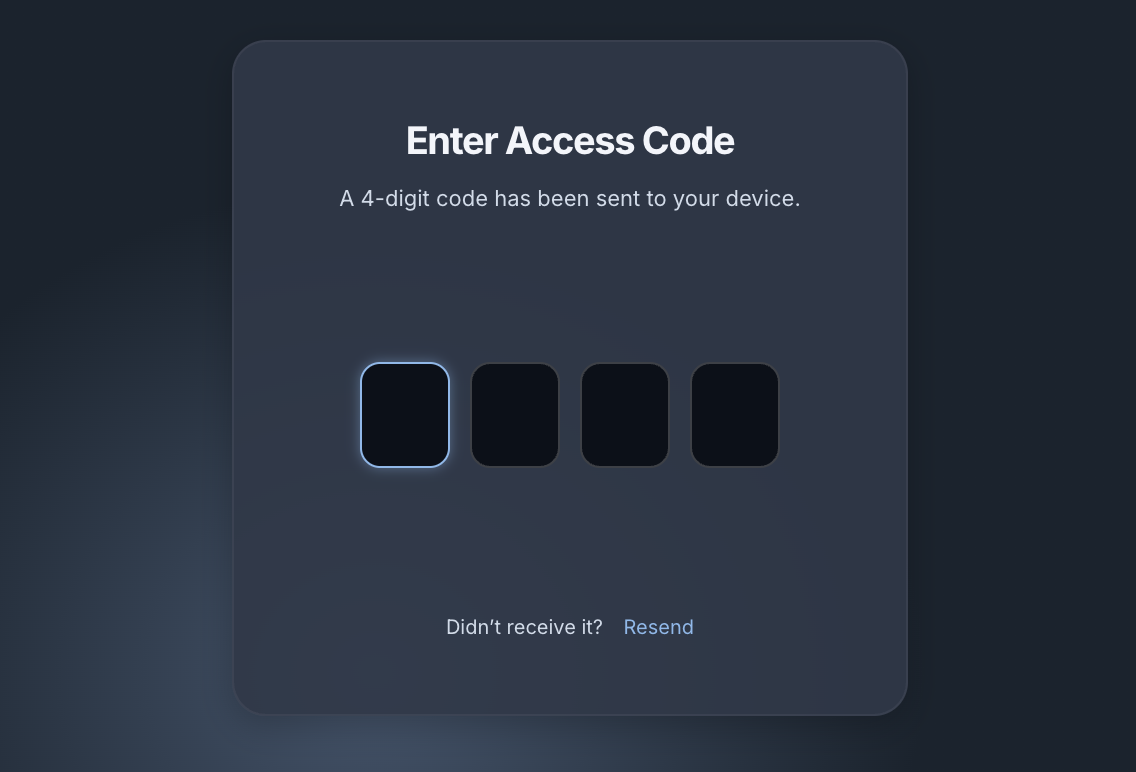 Enter Access Code
A 4-digit code has been sent to your device.
Didn’t receive it? Resend